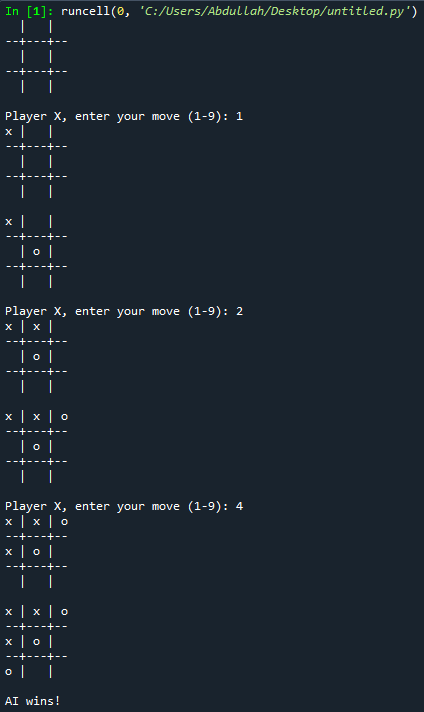 In [1]: runcell(0, 'C:/Users/Abdullah/Desktop/untitled.py')
  |   |
--+---+--
  |   |
--+---+--
  |   |

Player X, enter your move (1-9): 1
x |   |
--+---+--
  |   |
--+---+--
  |   |

x |   |
--+---+--
  | o |
--+---+--
  |   |

Player X, enter your move (1-9): 2
x | x |
--+---+--
  | o |
--+---+--
  |   |

x | x | o
--+---+--
  | o |
--+---+--
  |   |

Player X, enter your move (1-9): 4
x | x | o
--+---+--
x | o |
--+---+--
  |   |

x | x | o
--+---+--
x | o |
--+---+--
o |   |

AI wins!